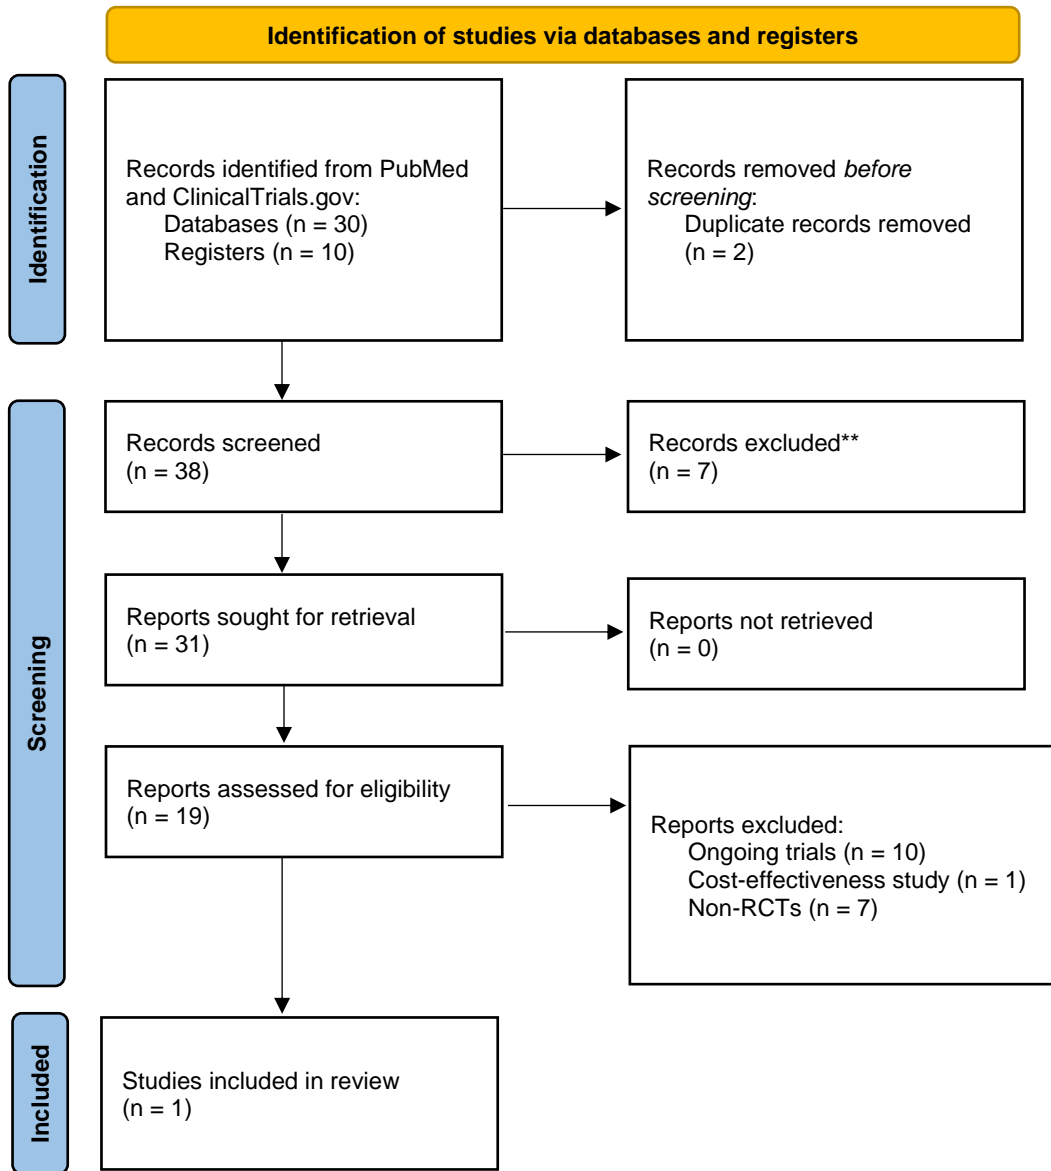 Identification of studies via databases and registers
Identification
Records identified from PubMed
and ClinicalTrials.gov:
Databases (n = 30)
Registers (n = 10)
Records removed before
screening:
Duplicate records removed
(n = 2)
Screening
Records screened
(n = 38)
Records excluded**
(n = 7)
Reports sought for retrieval
(n = 31)
Reports not retrieved
(n = 0)
Reports assessed for eligibility
(n = 19)
Reports excluded:
Ongoing trials (n = 10)
Cost-effectiveness study (n = 1)
Non-RCTs (n = 7)
Included
Studies included in review
(n = 1)